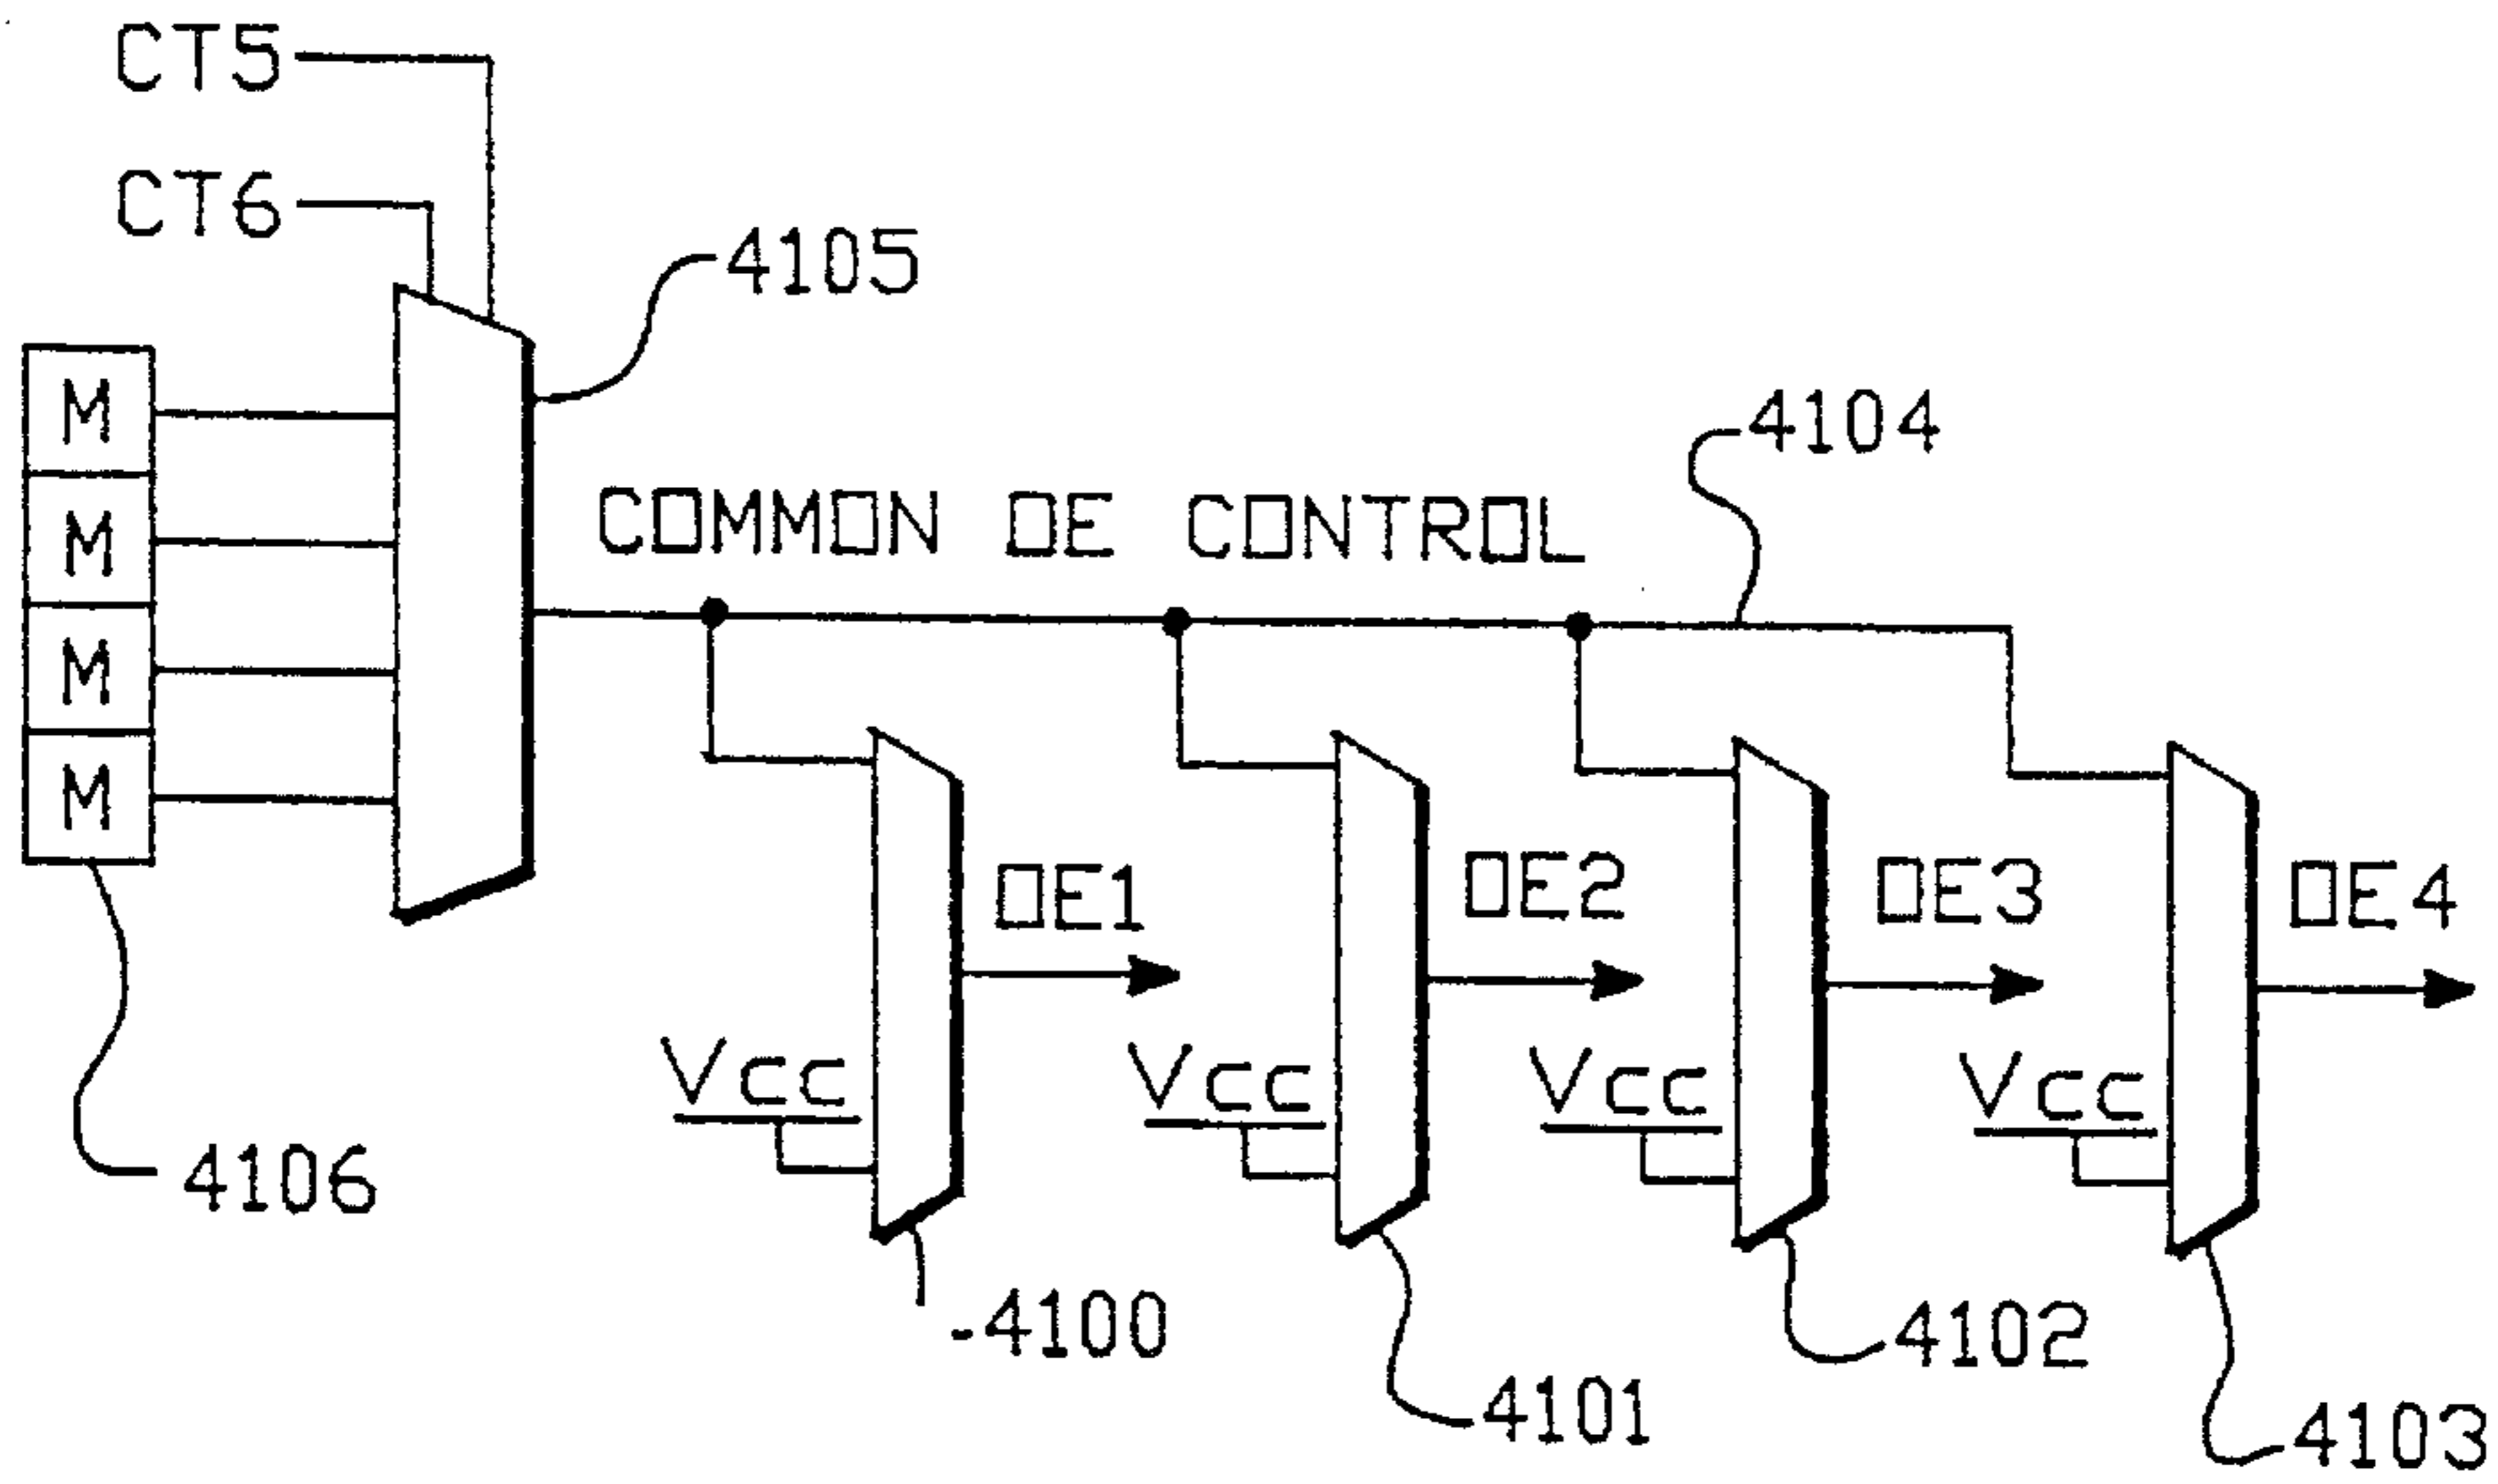 CT5
CT6
4105
4104
M
M
M
M
COMMON OE CONTROL
OE1
OE2
OE3
OE4
Vcc
Vcc
Vcc
Vcc
4106
-4100
4101
4102
4103